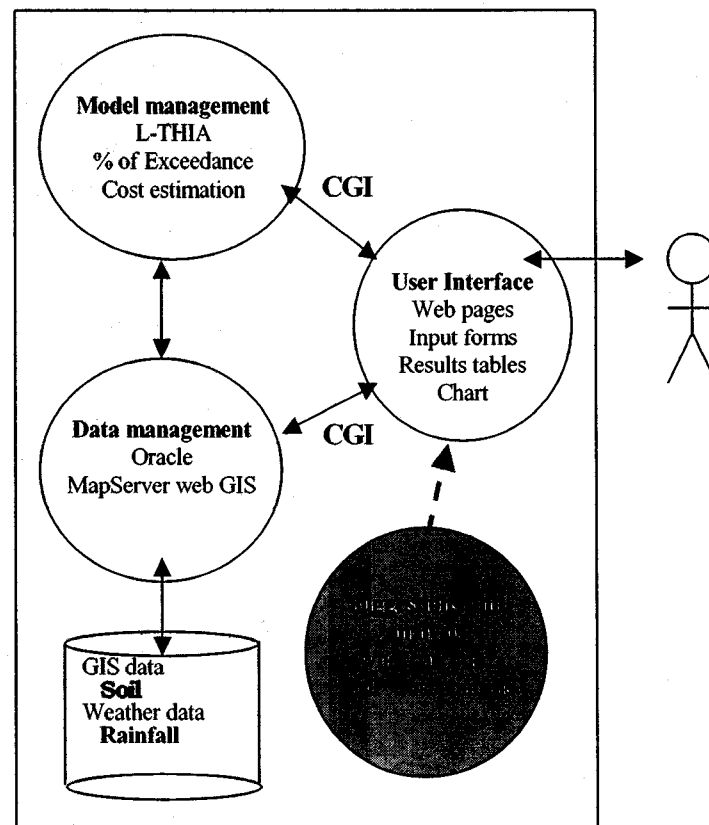 Model management
L-THIA
% of Exceedance
Cost estimation
CGI
User Interface
Web pages
Input forms
Results tables
Chart
Data management
Oracle
MapServer web GIS
CGI
GIS data
Soil
Weather data
Rainfall